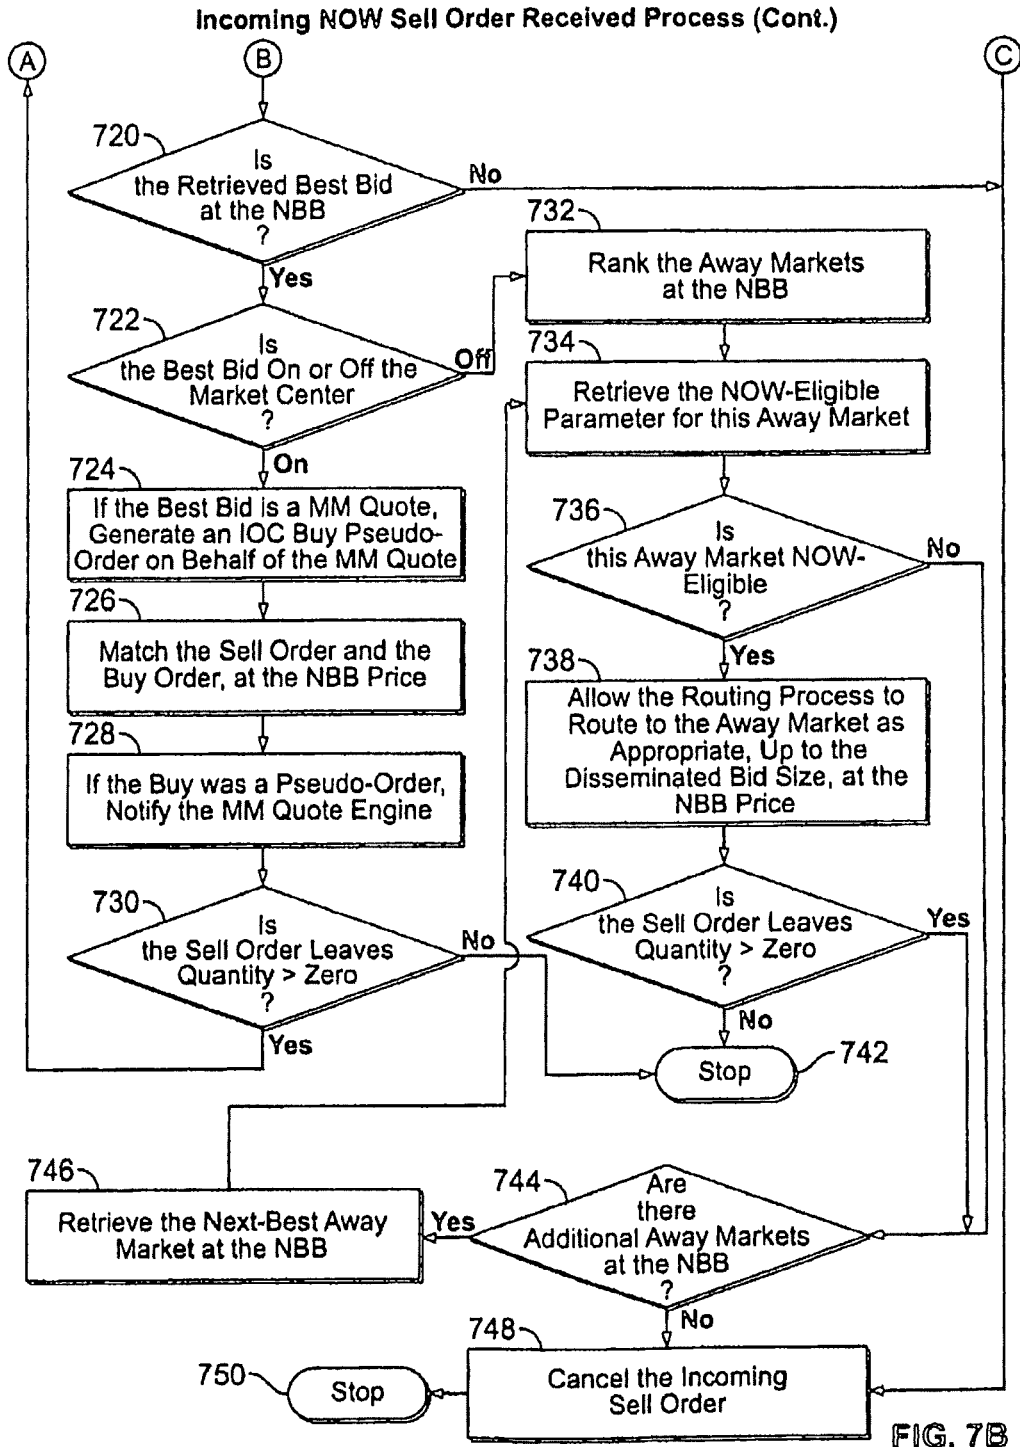 Incoming NOW Sell Order Received Process (Cont.)
A
B
C
720
Is
the Retrieved Best Bid
at the NBB
?
No
Yes
722
Is
the Best Bid On or Off the
Market Center
?
Off
On
724
If the Best Bid is a MM Quote,
Generate an IOC Buy Pseudo-
Order on Behalf of the MM Quote
726
Match the Sell Order and the
Buy Order, at the NBB Price
728
If the Buy was a Pseudo-Order,
Notify the MM Quote Engine
730
Is
the Sell Order Leaves
Quantity > Zero
?
No
Yes
732
Rank the Away Markets
at the NBB
734
Retrieve the NOW-Eligible
Parameter for this Away Market
736
Is
this Away Market NOW-
Eligible
?
No
Yes
738
Allow the Routing Process to
Route to the Away Market as
Appropriate, Up to the
Disseminated Bid Size, at the
NBB Price
740
Is
the Sell Order Leaves
Quantity > Zero
?
Yes
No
Stop
742
744
Are
there
Additional Away Markets
at the NBB
?
Yes
No
746
Retrieve the Next-Best Away
Market at the NBB
748
Cancel the Incoming
Sell Order
750
Stop
FIG. 7B